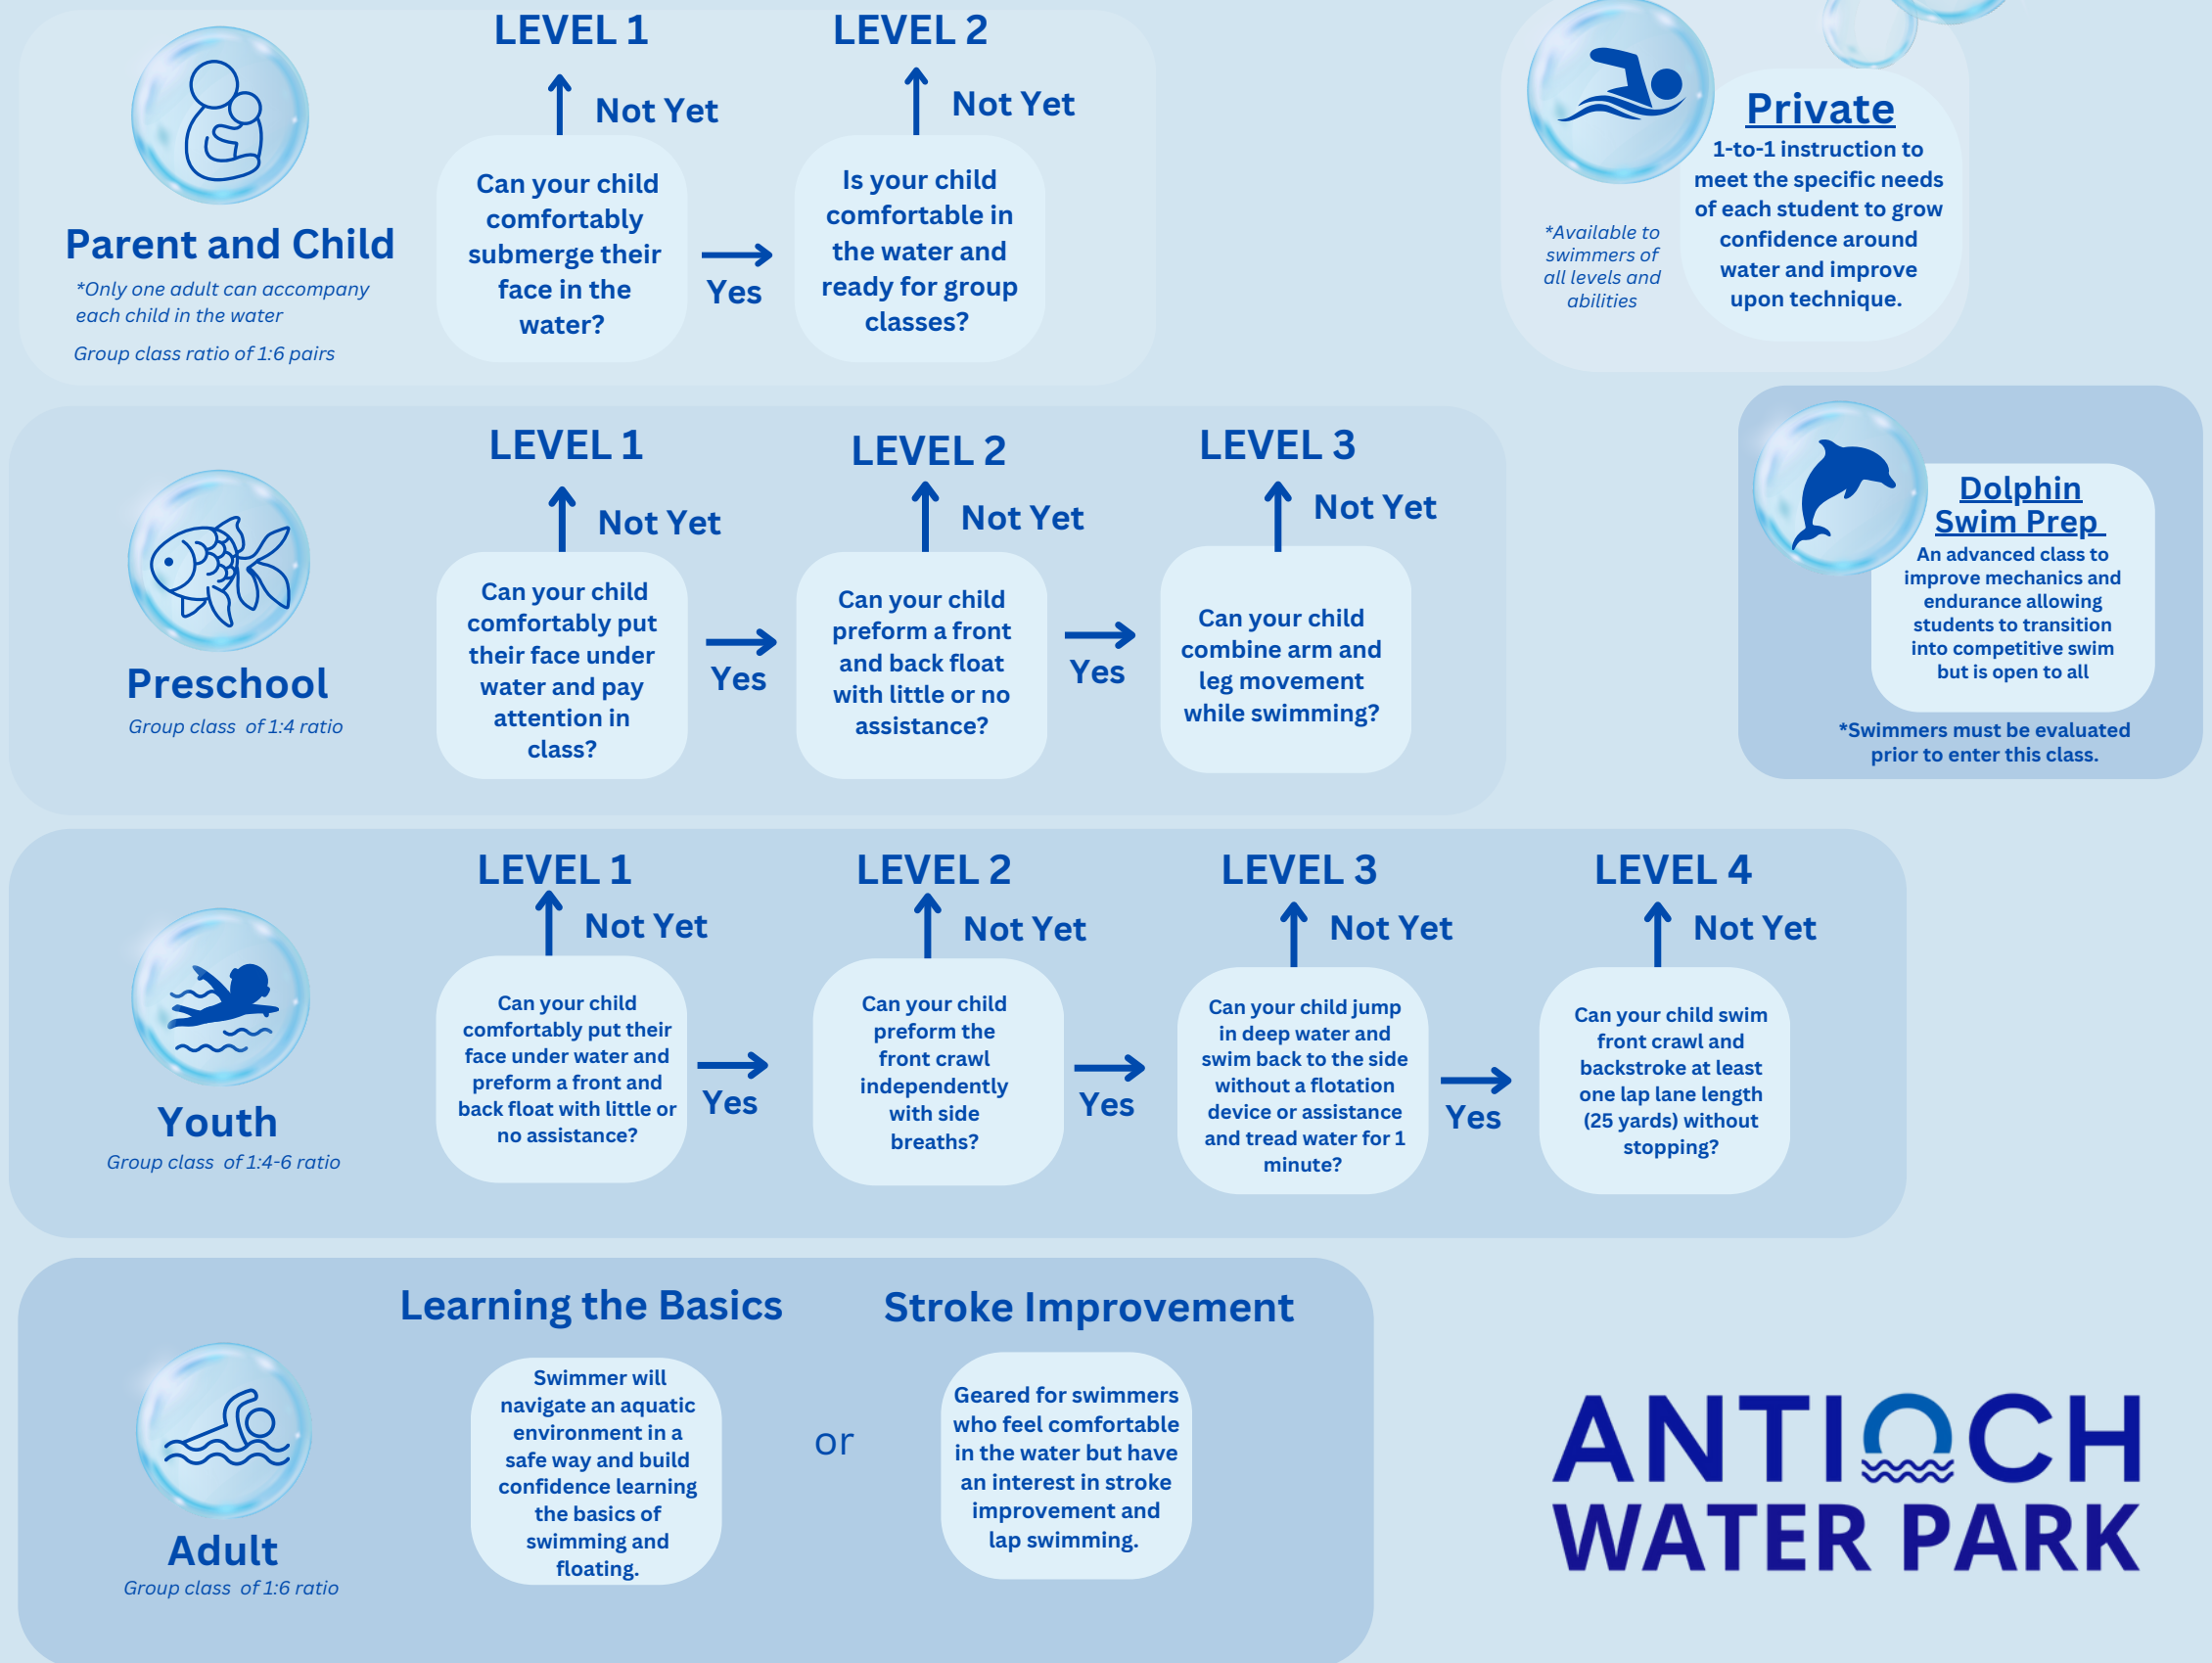 LEVEL 1
Not Yet
Can your child
comfortably
submerge their
face in the
water?
Yes
LEVEL 2
Not Yet
Is your child
comfortable in
the water and
ready for group
classes?
Parent and Child
*Only one adult can accompany
each child in the water
Group class ratio of 1:6 pairs
Private
1-to-1 instruction to
meet the specific needs
of each student to grow
confidence around
water and improve
upon technique.
*Available to
swimmers of
all levels and
abilities
Preschool
Group class of 1:4 ratio
LEVEL 1
Not Yet
Can your child
comfortably put
their face under
water and pay
attention in
class?
Yes
LEVEL 2
Not Yet
Can your child
preform a front
and back float
with little or no
assistance?
Yes
LEVEL 3
Not Yet
Can your child
combine arm and
leg movement
while swimming?
Dolphin
Swim Prep
An advanced class to
improve mechanics and
endurance allowing
students to transition
into competitive swim
but is open to all
*Swimmers must be evaluated
prior to enter this class.
Youth
Group class of 1:4-6 ratio
LEVEL 1
Not Yet
Can your child
comfortably put their
face under water and
preform a front and
back float with little or
no assistance?
Yes
LEVEL 2
Not Yet
Can your child
preform the
front crawl
independently
with side
breaths?
Yes
LEVEL 3
Not Yet
Can your child jump
in deep water and
swim back to the side
without a flotation
device or assistance
and tread water for 1
minute?
Yes
LEVEL 4
Not Yet
Can your child swim
front crawl and
backstroke at least
one lap lane length
(25 yards) without
stopping?
Adult
Group class of 1:6 ratio
Learning the Basics
Swimmer will
navigate an aquatic
environment in a
safe way and build
confidence learning
the basics of
swimming and
floating.
or
Stroke Improvement
Geared for swimmers
who feel comfortable
in the water but have
an interest in stroke
improvement and
lap swimming.
ANTIOCH
WATER PARK